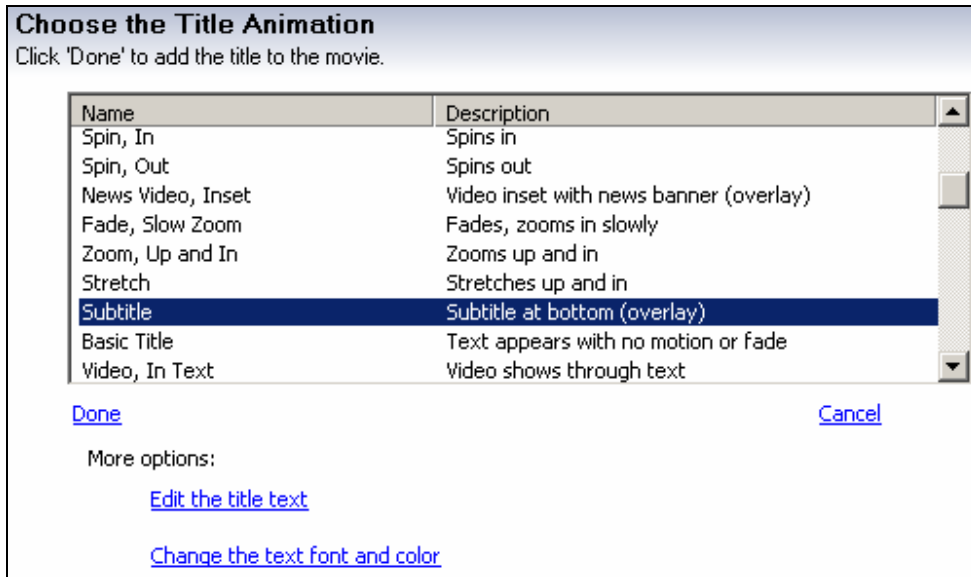 Choose the Title Animation
Click 'Done' to add the title to the movie.
Name Description
Spin, In Spins in
Spin, Out Spins out
News Video, Inset Video inset with news banner (overlay)
Fade, Slow Zoom Fades, zooms in slowly
Zoom, Up and In Zooms up and in
Stretch Stretches up and in
Subtitle Subtitle at bottom (overlay)
Basic Title Text appears with no motion or fade
Video, In Text Video shows through text
Done Cancel
More options:
Edit the title text
Change the text font and color